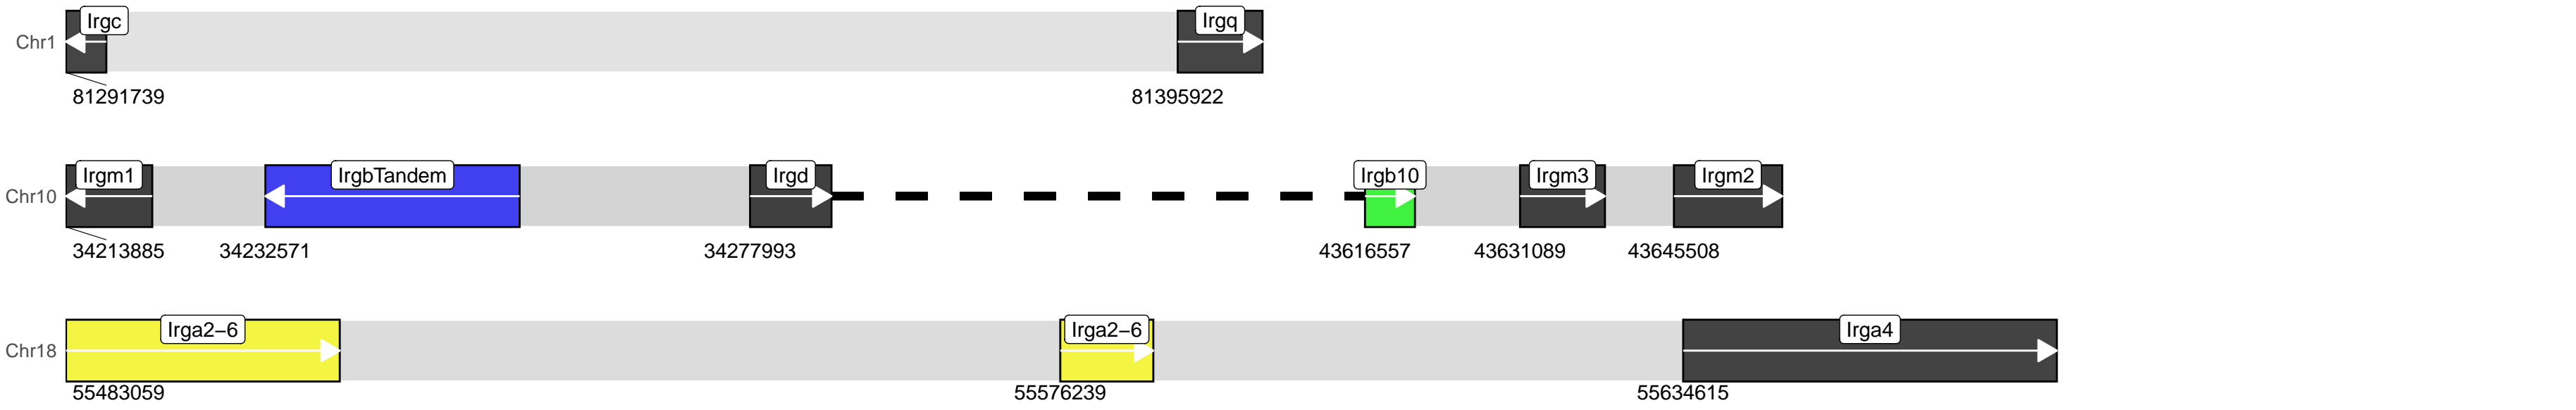 Irgc Irgq
Chr1
81291739 81395922
Irgm1 IrgbTandem Irgd Irgb10 Irgm3 Irgm2
Chr10
34213885 34232571 34277993 43616557 43631089 43645508
Irga2−6 Irga2−6 Irga4
Chr18
55483059 55576239 55634615